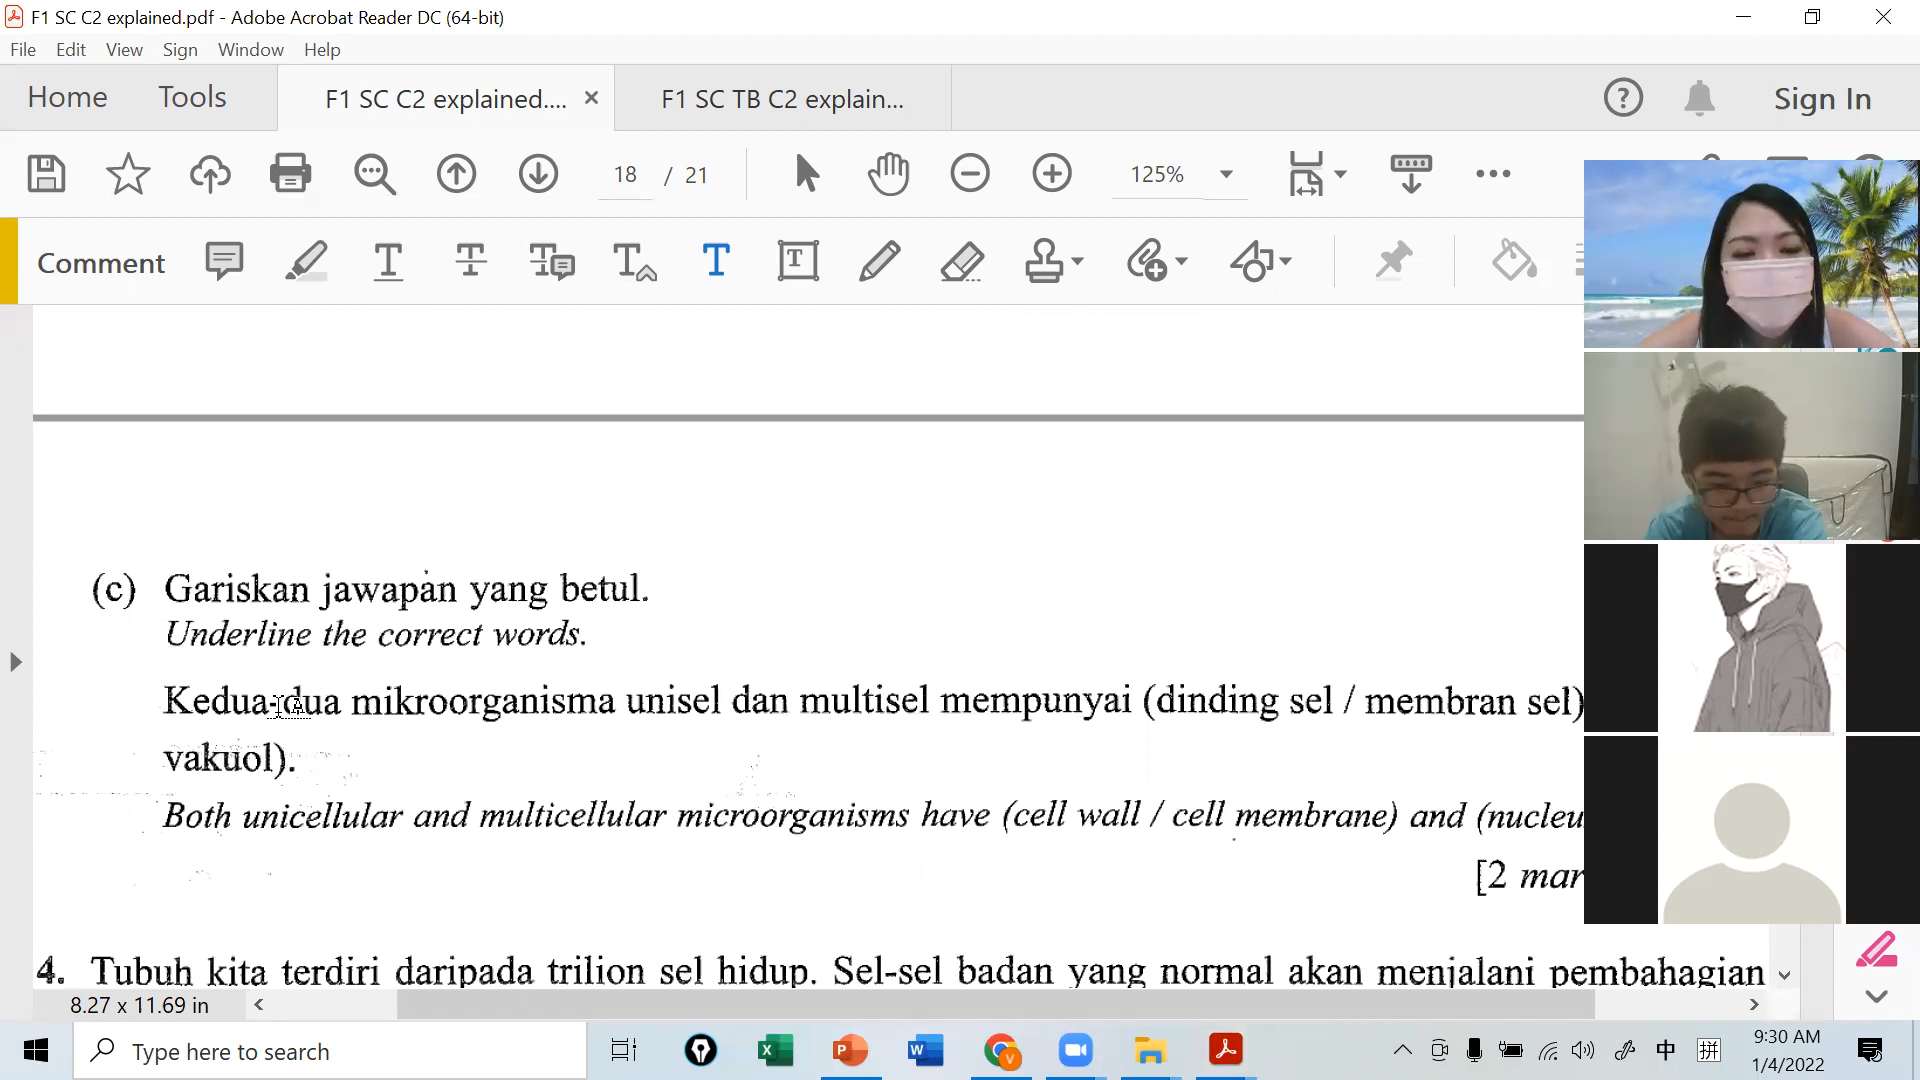 F1 SC C2 explained.pdf - Adobe Acrobat Reader DC (64-bit)
File Edit View Sign Window Help
Home Tools F1 SC C2 explained.... × F1 SC TB C2 explain... Sign In
18 / 21 125%
Comment
(c) Gariskan jawapan yang betul.
Underline the correct words.
Kedua-dua mikroorganisma unisel dan multisel mempunyai (dinding sel / membran sel)
vakuol).
Both unicellular and multicellular microorganisms have (cell wall / cell membrane) and (nucleu
[2 mar
4. Tubuh kita terdiri daripada trilion sel hidup. Sel-sel badan yang normal akan menjalani pembahagian
8.27 x 11.69 in
Type here to search
中 拼
9:30 AM
1/4/2022